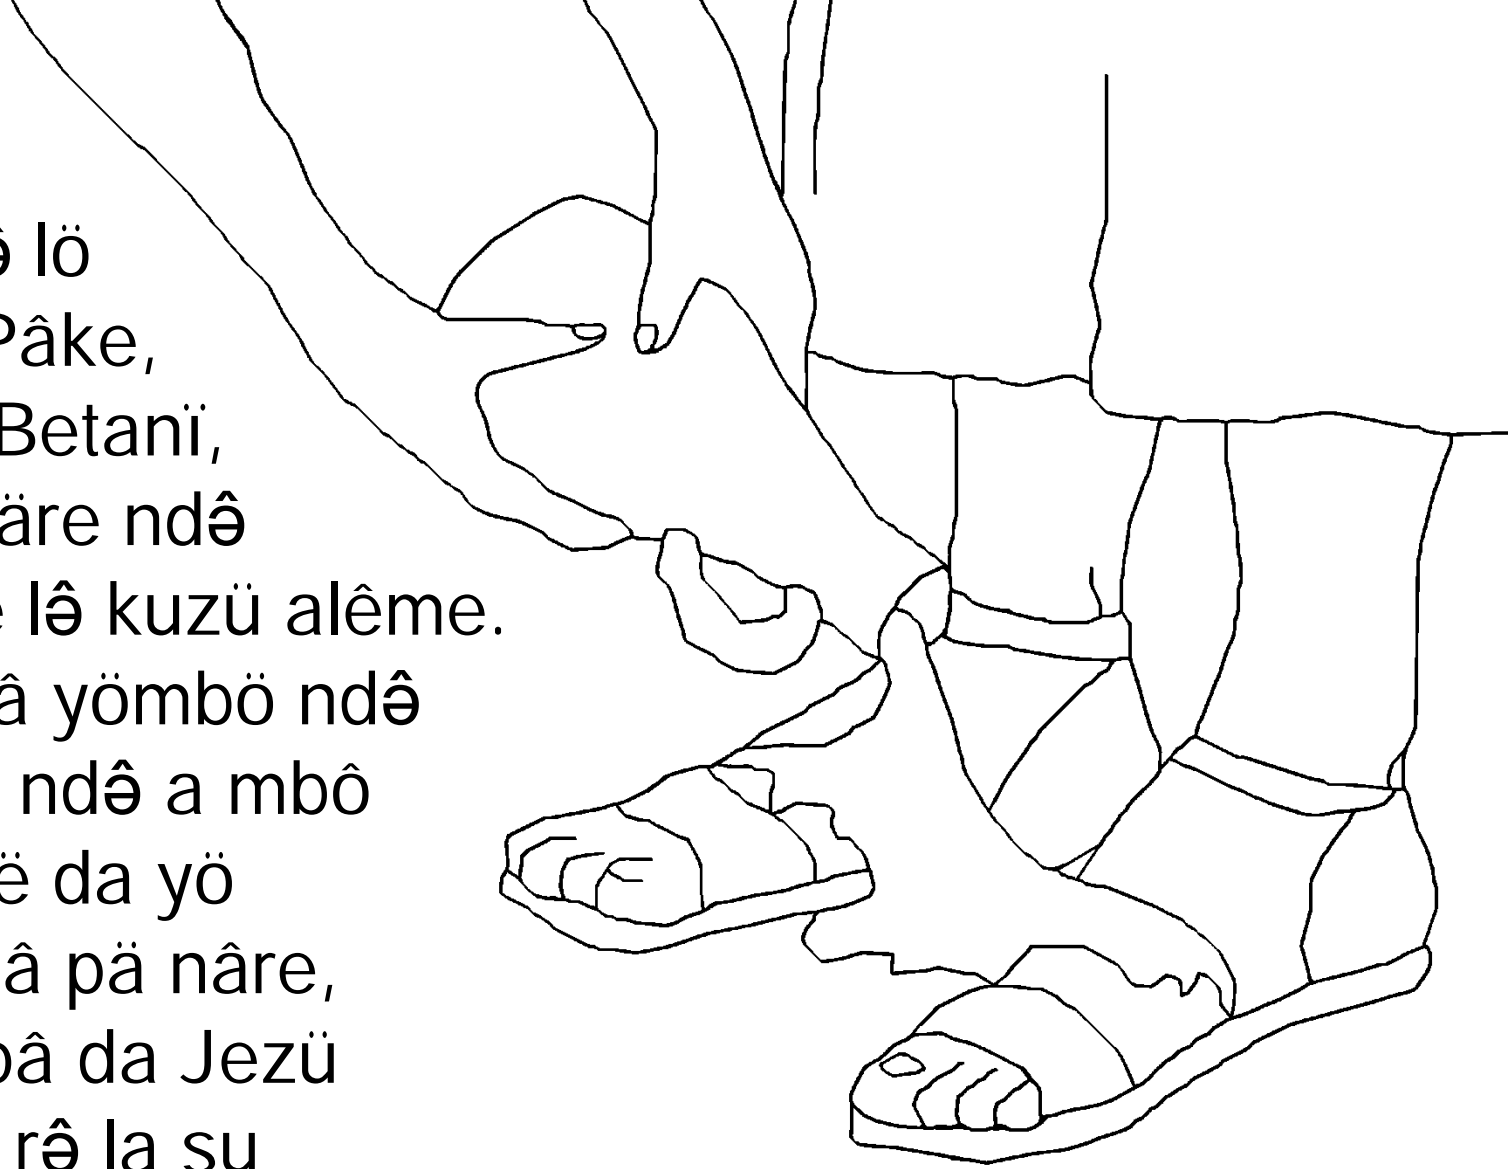 lö
Pâke,
Betanï,
äre ndə̂
lə̂ kuzü alême.
â yömbö ndə̂
ndə̂ a mbô
ë da yö
â pä nâre,
bâ da Jezü
rə̂ la su